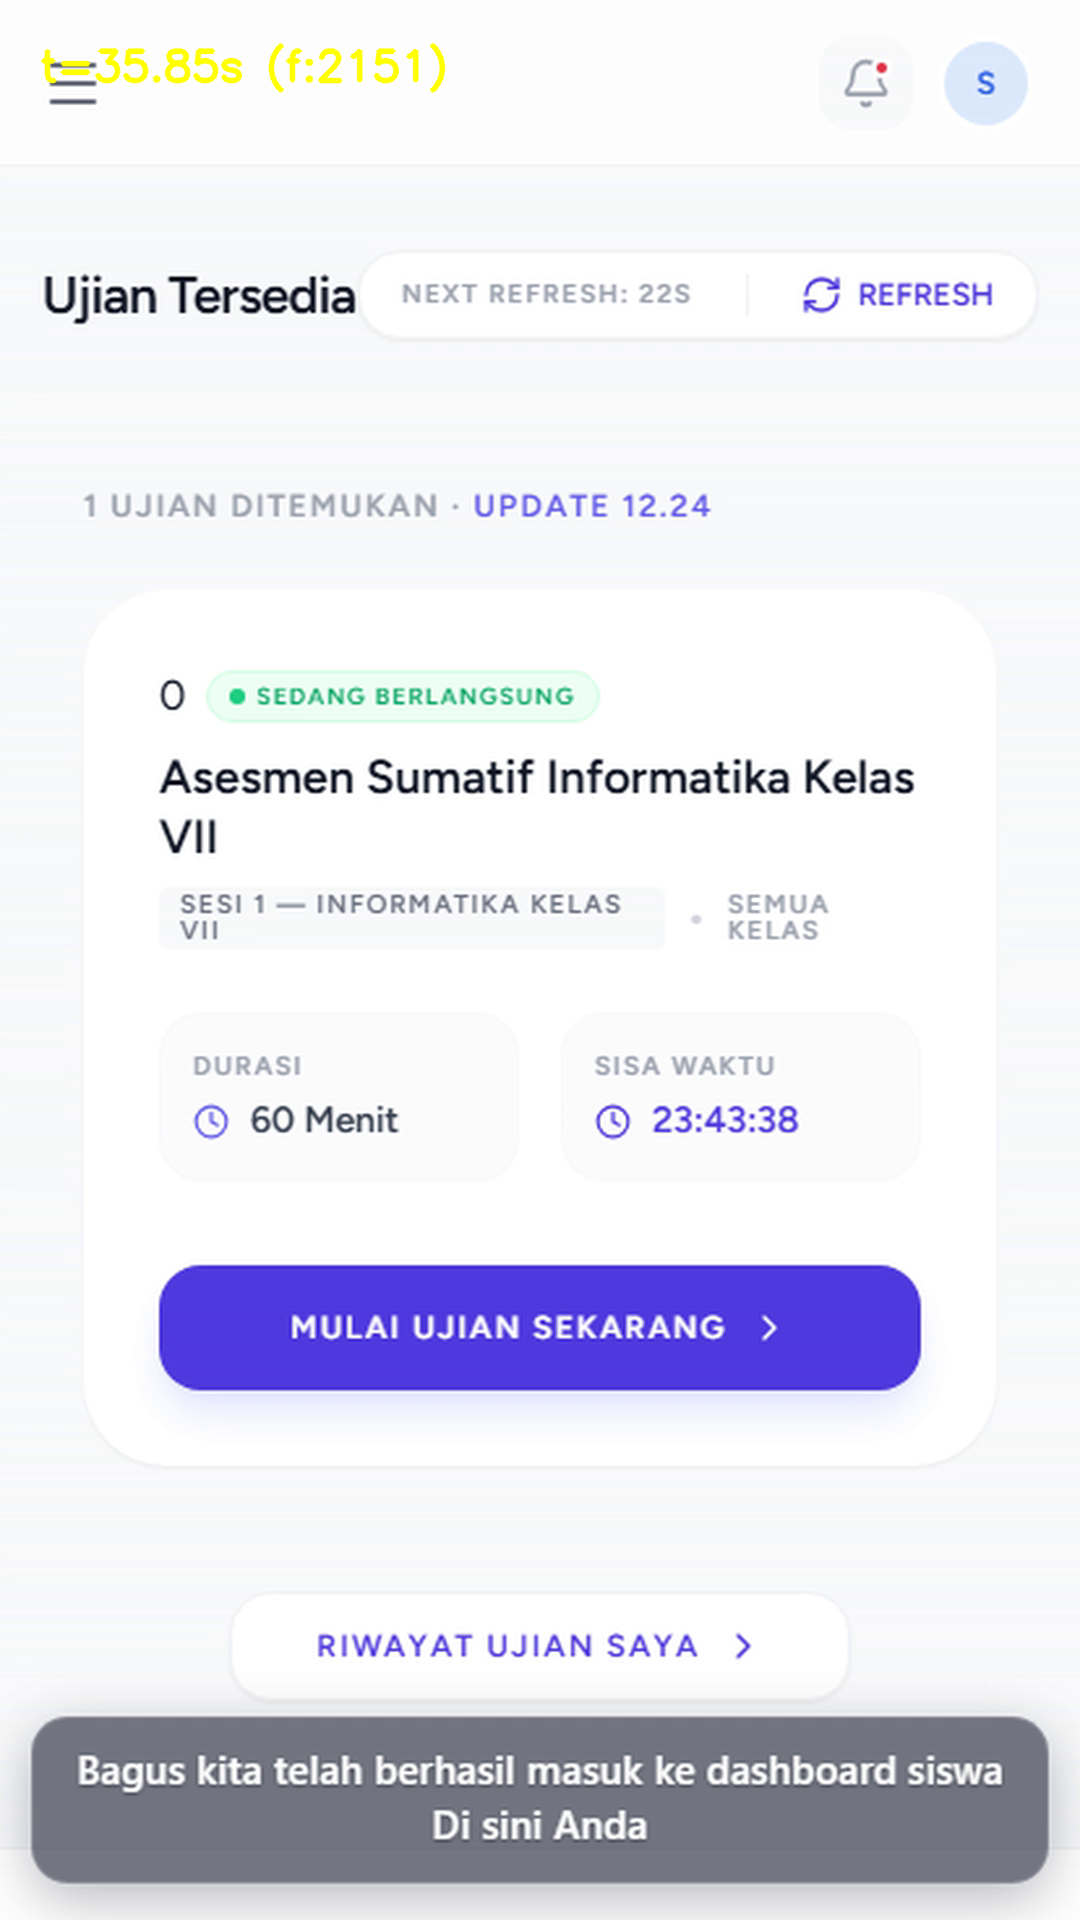 t=35.85s (f:2151)
S
Ujian Tersedia
NEXT REFRESH: 22S
REFRESH
1 UJIAN DITEMUKAN · UPDATE 12.24
0
SEDANG BERLANGSUNG
Asesmen Sumatif Informatika Kelas
VII
SESI 1 — INFORMATIKA KELAS
VII
• SEMUA
KELAS
DURASI
60 Menit
SISA WAKTU
23:43:38
MULAI UJIAN SEKARANG
RIWAYAT UJIAN SAYA
Bagus kita telah berhasil masuk ke dashboard siswa
Di sini Anda